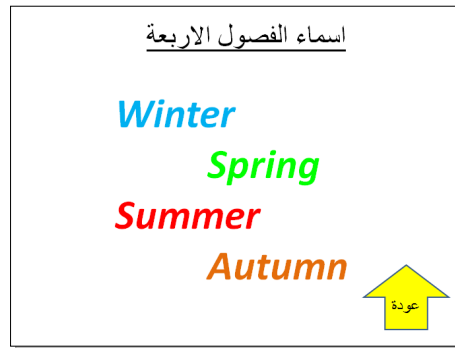 اسماء الفصول الاربعة
Winter
Spring
Summer
Autumn
عودة